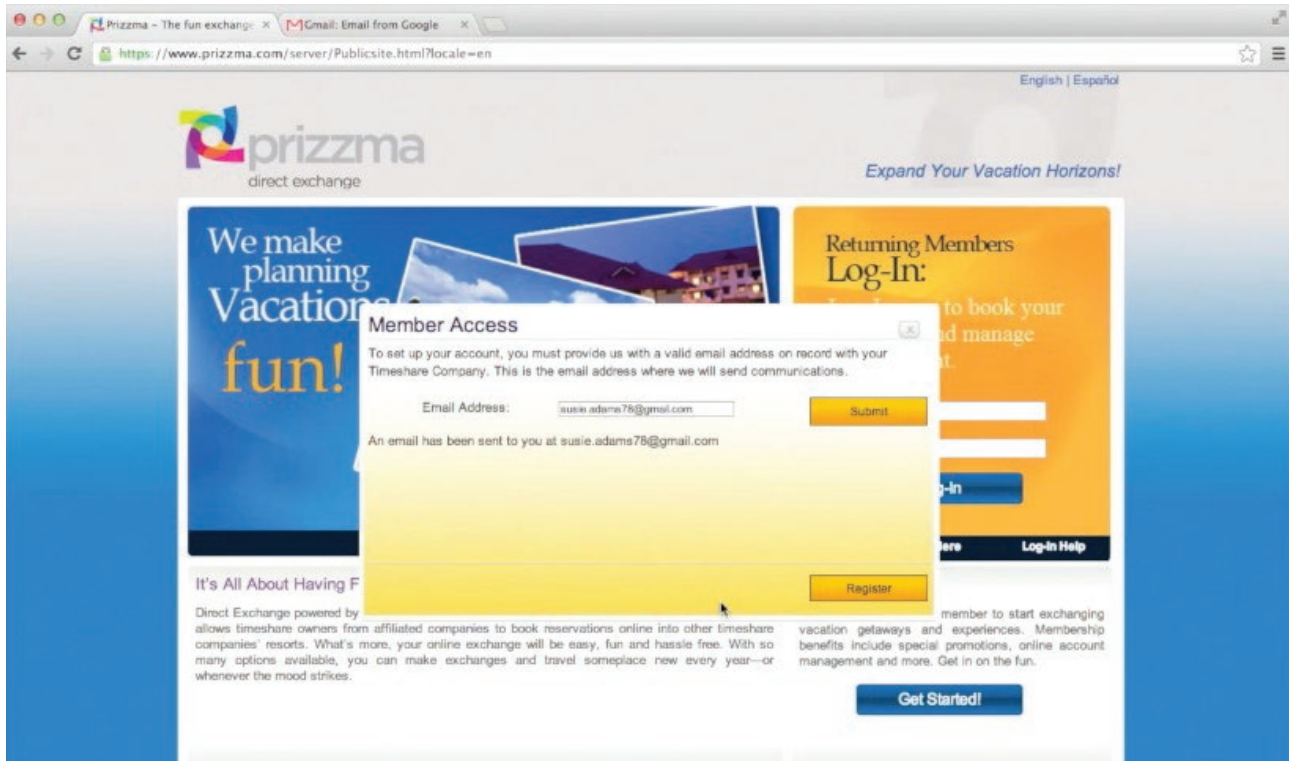 Prizzma – The fun exchange
Gmail: Email from Google
https://www.prizzma.com/server/Publicsite.html?locale=en
English | Español
prizzma
direct exchange
Expand Your Vacation Horizons!
We make
planning
Vacation
fun!
Returning Members
Log-In:
to book your
nd manage
Member Access
x
To set up your account, you must provide us with a valid email address on record with your
Timeshare Company. This is the email address where we will send communications.
Email Address:
susie.adams78@gmail.com
Submit
An email has been sent to you at susie.adams78@gmail.com
Register
g-In
Here
Log-In Help
It's All About Having F
Direct Exchange powered by
allows timeshare owners from affiliated companies to book reservations online into other timeshare
companies' resorts. What's more, your online exchange will be easy, fun and hassle free. With so
many options available, you can make exchanges and travel someplace new every year—or
whenever the mood strikes.
member to start exchanging
vacation getaways and experiences. Membership
benefits include special promotions, online account
management and more. Get in on the fun.
Get Started!